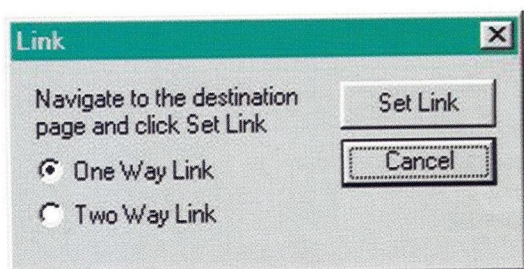 Link
Navigate to the destination
page and click Set Link
Set Link
Cancel
One Way Link
Two Way Link